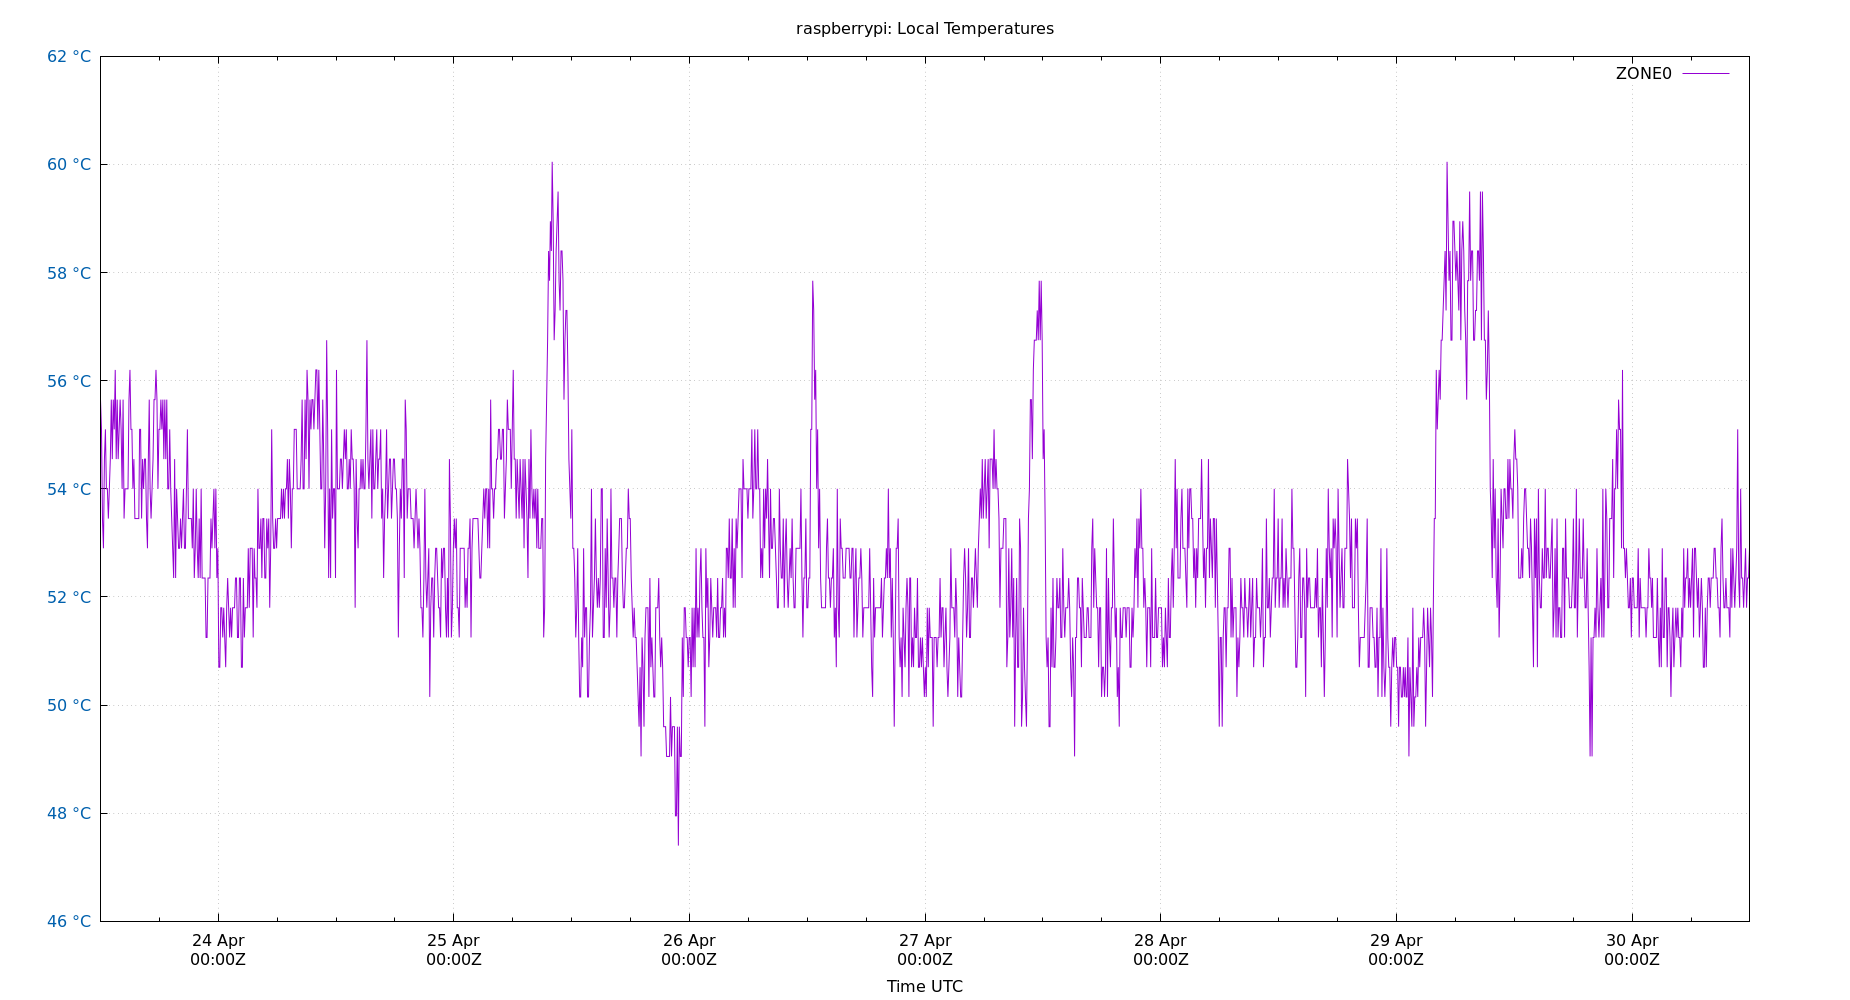 raspberrypi: Local Temperatures
62 °C
ZONE0
60 °C
58 °C
56 °C
54 °C
52 °C
50 °C
48 °C
46 °C
24 Apr 25 Apr 26 Apr 27 Apr 28 Apr 29 Apr 30 Apr
00:00Z 00:00Z 00:00Z 00:00Z 00:00Z 00:00Z 00:00Z
Time UTC